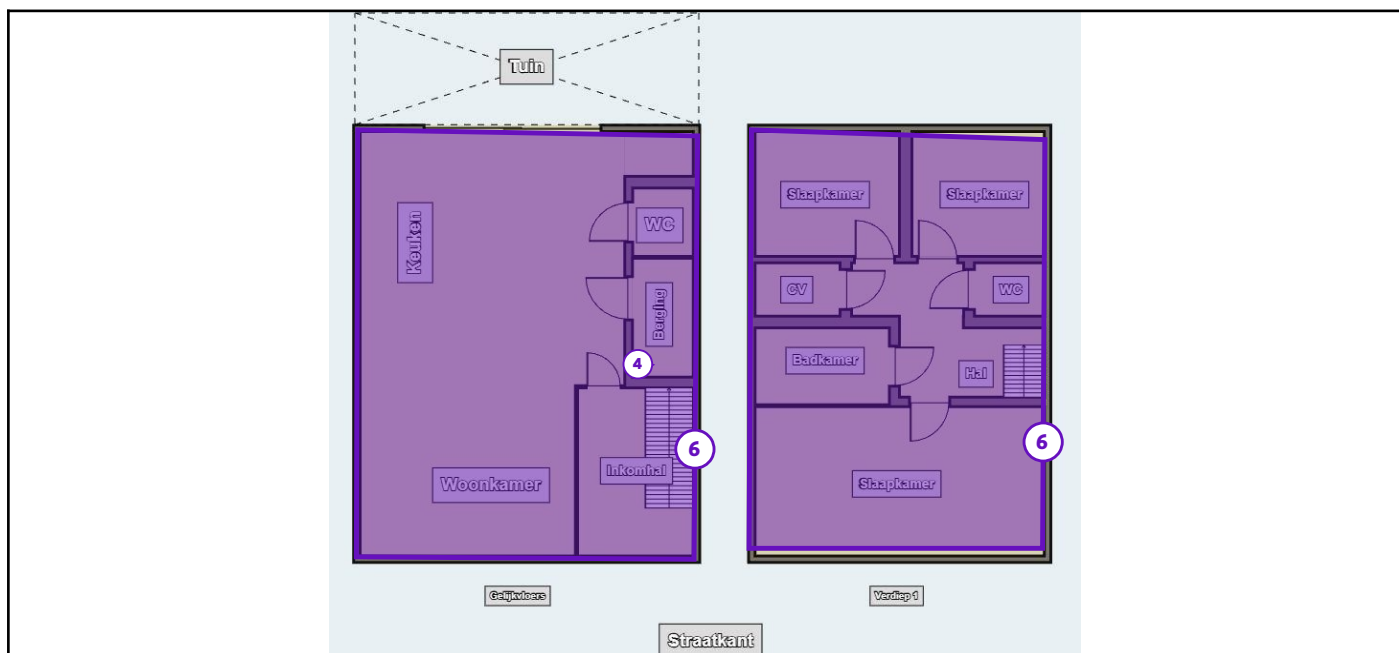 Tuin
Keuken
WC
Berging
4
6
Inkomhal
Woonkamer
Gelijkvloers
Slaapkamer
Slaapkamer
CV
WC
Badkamer
Hal
6
Slaapkamer
Verdiep 1
Straatkant